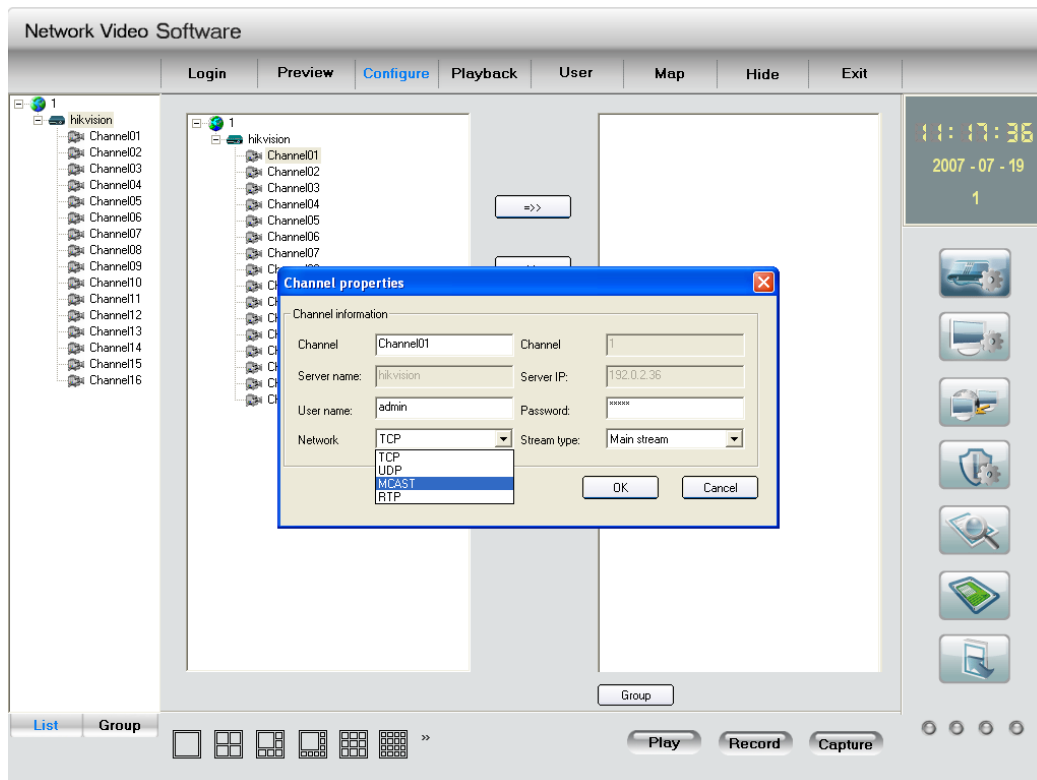 Network Video Software
Login Preview Configure Playback User Map Hide Exit
1
hikvision
Channel01
Channel02
Channel03
Channel04
Channel05
Channel06
Channel07
Channel08
Channel09
Channel10
Channel11
Channel12
Channel13
Channel14
Channel15
Channel16
List Group
1
hikvision
Channel01
Channel02
Channel03
Channel04
Channel05
Channel06
Channel07
=>>
Channel properties
Channel information
Channel Channel01 Channel 1
Server name: hikvision Server IP: 192.0.2.36
User name: admin Password: *****
Network TCP Stream type: Main stream
TCP
UDP
MCAST
RTP
OK Cancel
Group
Play Record Capture
11:17:36
2007 - 07 - 19
1